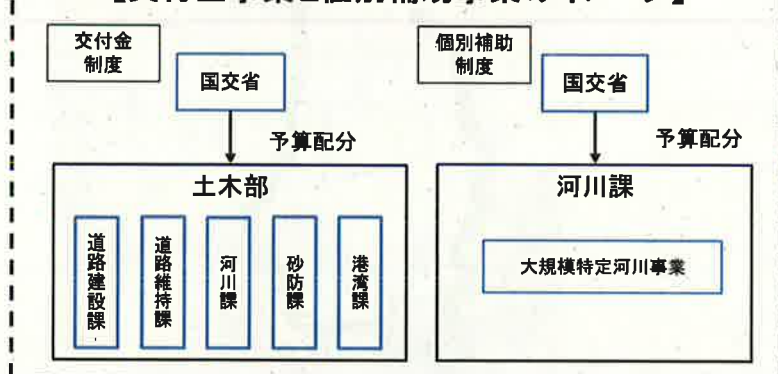 交付金
制度
国交省
予算配分
土木部
道路建設課
道路維持課
河川課
砂防課
港湾課
個別補助
制度
国交省
予算配分
河川課
大規模特定河川事業